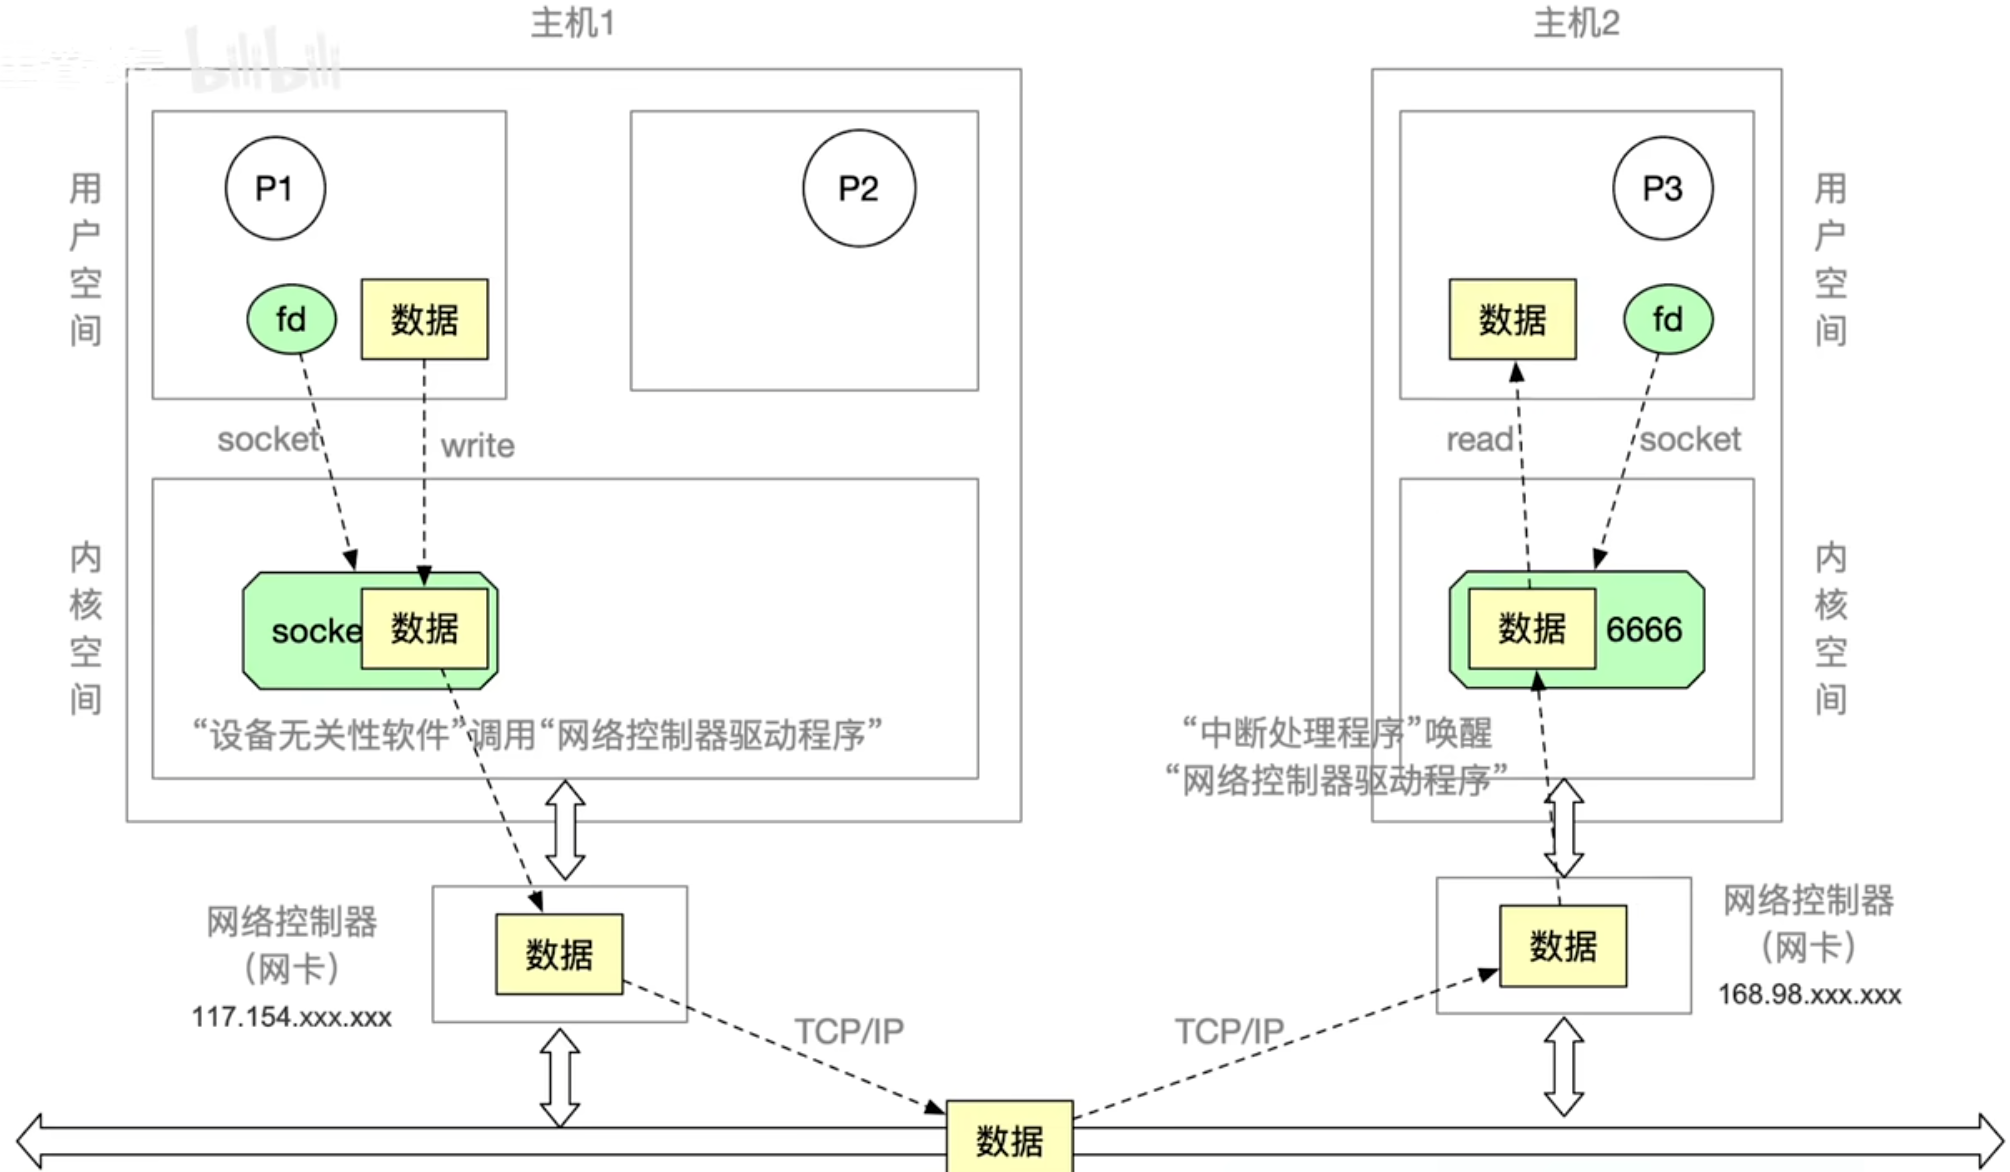 主机1
主机2
bilibili
P1
P2
P3
用户空间
fd
数据
数据
fd
用户空间
socket
write
read
socket
内核空间
socke
数据
数据
6666
内核空间
“设备无关性软件”调用“网络控制器驱动程序”
“中断处理程序”唤醒
“网络控制器驱动程序”
网络控制器
（网卡）
117.154.xxx.xxx
数据
数据
网络控制器
（网卡）
168.98.xxx.xxx
TCP/IP
TCP/IP
数据